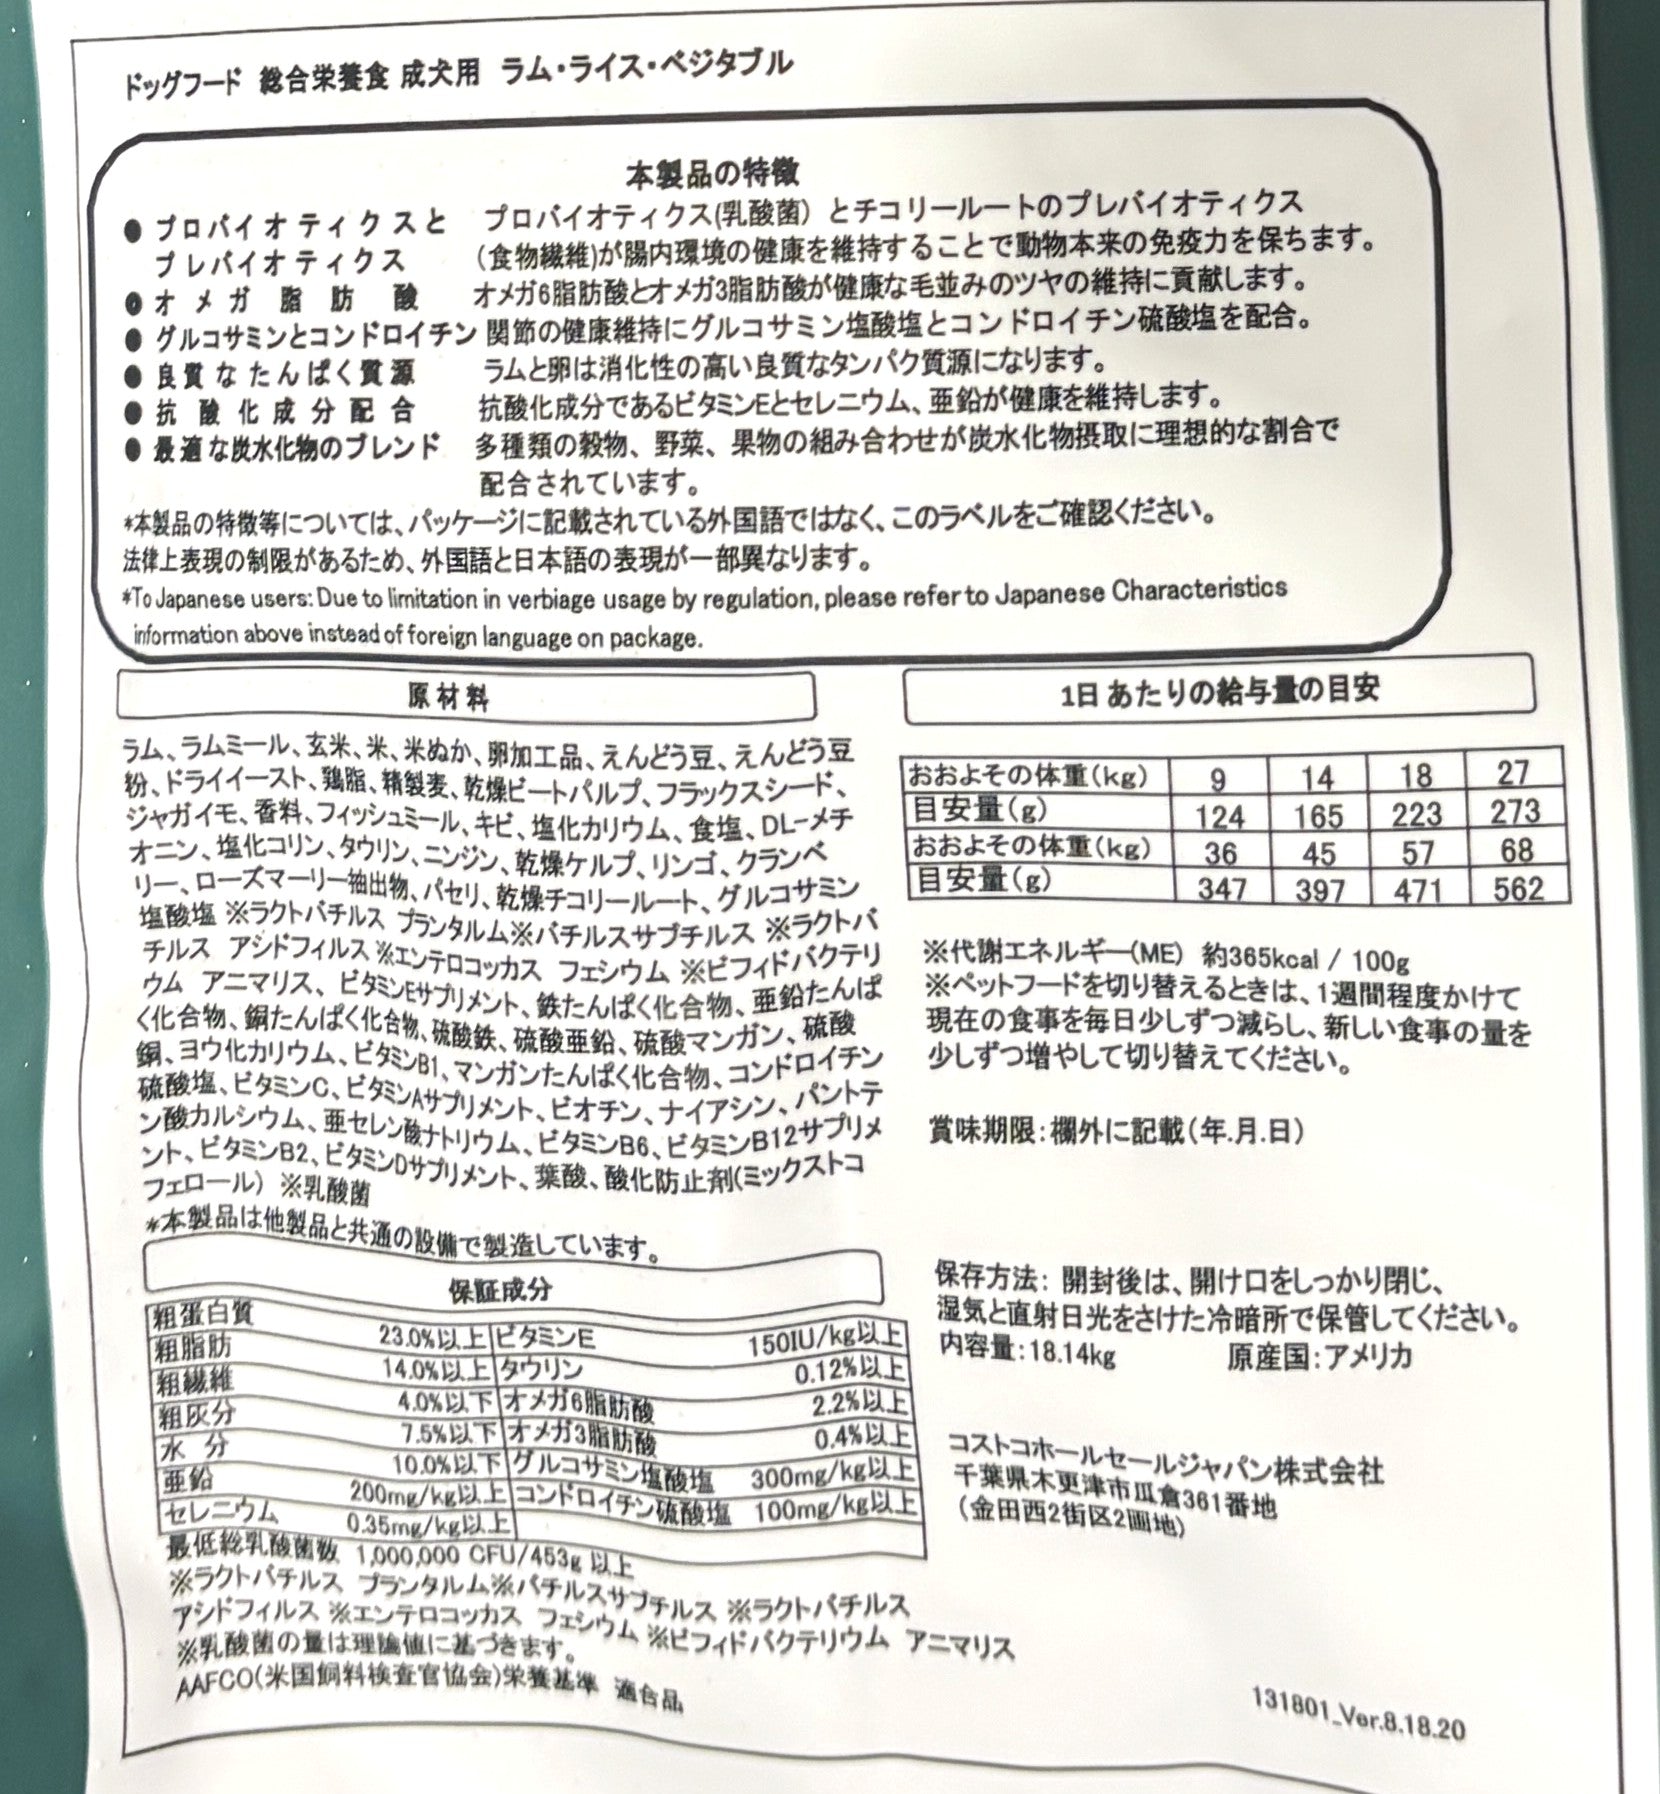 ドッグフード 総合栄養食 成犬用 ラム・ライス・ベジタブル
本製品の特徴
● プロバイオティクスと プロバイオティクス(乳酸菌) とチコリールートのプレバイオティクス
プレバイオティクス (食物繊維)が腸内環境の健康を維持することで動物本来の免疫力を保ちます。
● オメガ脂肪酸 オメガ6脂肪酸とオメガ3脂肪酸が健康な毛並みのツヤの維持に貢献します。
● グルコサミンとコンドロイチン 関節の健康維持にグルコサミン塩酸塩とコンドロイチン硫酸塩を配合。
● 良質なたんぱく質源 ラムと卵は消化性の高い良質なタンパク質源になります。
● 抗酸化成分配合 抗酸化成分であるビタミンEとセレニウム、亜鉛が健康を維持します。
● 最適な炭水化物のブレンド 多種類の穀物、野菜、果物の組み合わせが炭水化物摂取に理想的な割合で
配合されています。
*本製品の特徴等については、パッケージに記載されている外国語ではなく、このラベルをご確認ください。
法律上表現の制限があるため、外国語と日本語の表現が一部異なります。
*To Japanese users: Due to limitation in verbiage usage by regulation, please refer to Japanese Characteristics
information above instead of foreign language on package.
原材料
ラム、ラムミール、玄米、米、米ぬか、卵加工品、えんどう豆、えんどう豆
粉、ドライイースト、鶏脂、精製麦、乾燥ビートパルプ、フラックスシード、
ジャガイモ、香料、フィッシュミール、キビ、塩化カリウム、食塩、DL-メチ
オニン、塩化コリン、タウリン、ニンジン、乾燥ケルプ、リンゴ、クランベ
リー、ローズマリー抽出物、パセリ、乾燥チコリールート、グルコサミン
塩酸塩 ※ラクトバチルス プランタルム※バチルスサブチルス ※ラクトバ
チルス アシドフィルス※エンテロコッカス フェシウム ※ビフィドバクテリ
ウム アニマリス、ビタミンEサプリメント、鉄たんぱく化合物、亜鉛たんぱ
く化合物、銅たんぱく化合物、硫酸鉄、硫酸亜鉛、硫酸マンガン、硫酸
銅、ヨウ化カリウム、ビタミンB1、マンガンたんぱく化合物、コンドロイチン
硫酸塩、ビタミンC、ビタミンAサプリメント、ビオチン、ナイアシン、パントテ
ン酸カルシウム、亜セレン酸ナトリウム、ビタミンB6、ビタミンB12サプリメ
ント、ビタミンB2、ビタミンDサプリメント、葉酸、酸化防止剤(ミックストコ
フェロール) ※乳酸菌
*本製品は他製品と共通の設備で製造しています。
保証成分
粗蛋白質 23.0%以上 ビタミンE 150IU/kg以上
粗脂肪 14.0%以上 タウリン 0.12%以上
粗繊維 4.0%以下 オメガ6脂肪酸 2.2%以上
粗灰分 7.5%以下 オメガ3脂肪酸 0.4%以上
水 分 10.0%以下 グルコサミン塩酸塩 300mg/kg以上
亜鉛 200mg/kg以上 コンドロイチン硫酸塩 100mg/kg以上
セレニウム 0.35mg/kg以上
最低総乳酸菌数 1,000,000 CFU/453g 以上
※ラクトバチルス プランタルム※バチルスサブチルス ※ラクトバチルス
アシドフィルス ※エンテロコッカス フェシウム ※ビフィドバクテリウム アニマリス
※乳酸菌の量は理論値に基づきます。
AAFCO(米国飼料検査官協会)栄養基準 適合品
1日あたりの給与量の目安
おおよその体重(kg) 9 14 18 27
目安量(g) 124 165 223 273
おおよその体重(kg) 36 45 57 68
目安量(g) 347 397 471 562
※代謝エネルギー(ME) 約365kcal / 100g
※ペットフードを切り替えるときは、1週間程度かけて
現在の食事を毎日少しずつ減らし、新しい食事の量を
少しずつ増やして切り替えてください。
賞味期限:欄外に記載(年.月.日)
保存方法: 開封後は、開け口をしっかり閉じ、
湿気と直射日光をさけた冷暗所で保管してください。
内容量:18.14kg 原産国:アメリカ
コストコホールセールジャパン株式会社
千葉県木更津市瓜倉361番地
(金田西2街区2画地)
131801_Ver.8.18.20